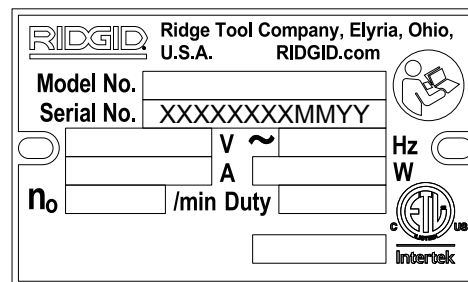 RIDGID
Ridge Tool Company, Elyria, Ohio,
U.S.A. RIDGID.com
Model No.
Serial No. XXXXXXXXMMYY
V ~ Hz
A W
n₀ /min Duty
C ETL US
Intertek